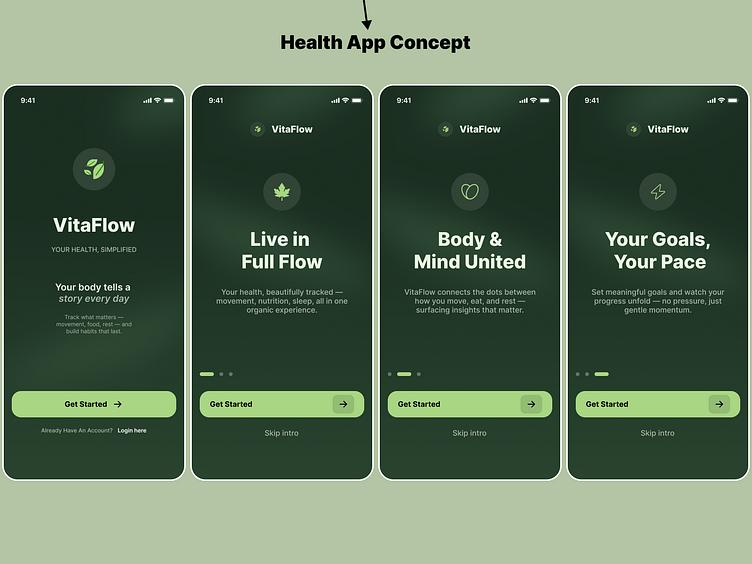 Health App Concept
9:41
VitaFlow
YOUR HEALTH, SIMPLIFIED
Your body tells a
story every day
Track what matters —
movement, food, rest — and
build habits that last.
Get Started
Already Have An Account? Login here
9:41
VitaFlow
Live in
Full Flow
Your health, beautifully tracked —
movement, nutrition, sleep, all in one
organic experience.
Get Started
Skip intro
9:41
VitaFlow
Body &
Mind United
VitaFlow connects the dots between
how you move, eat, and rest —
surfacing insights that matter.
Get Started
Skip intro
9:41
VitaFlow
Your Goals,
Your Pace
Set meaningful goals and watch your
progress unfold — no pressure, just
gentle momentum.
Get Started
Skip intro